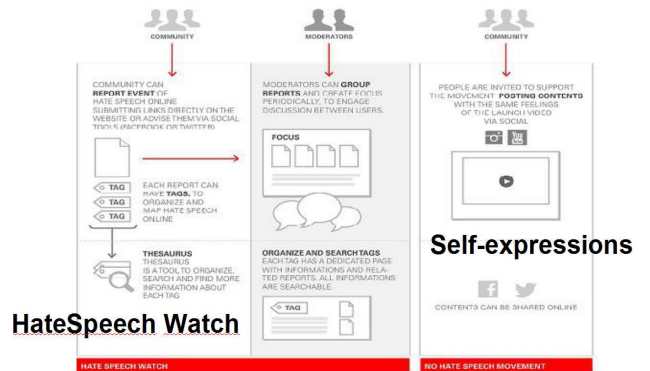 COMMUNITY
MODERATORS
COMMUNITY
COMMUNITY CAN
REPORT EVENT OF
HATE SPEECH ONLINE
SUBMITTING LINKS DIRECTLY ON THE
WEBSITE OR ADVISE THEM VIA SOCIAL
TOOLS (FACEBOOK OR TWITTER)
TAG
TAG
TAG
EACH REPORT CAN
HAVE TAGS, TO
ORGANIZE AND
MAP HATE SPEECH
ONLINE
THESAURUS
THESAURUS
IS A TOOL TO ORGANIZE,
SEARCH AND FIND MORE
INFORMATION ABOUT
EACH TAG
HateSpeech Watch
HATE SPEECH WATCH
MODERATORS CAN GROUP
REPORTS AND CREATE FOCUS
PERIODICALLY, TO ENGAGE
DISCUSSION BETWEEN USERS.
FOCUS
ORGANIZE AND SEARCH TAGS
EACH TAG HAS A DEDICATED PAGE
WITH INFORMATIONS AND RELA-
TED REPORTS. ALL INFORMATIONS
ARE SEARCHABLE.
TAG
PEOPLE ARE INVITED TO SUPPORT
THE MOVEMENT POSTING CONTENTS
WITH THE SAME FEELINGS
OF THE LAUNCH VIDEO
VIA SOCIAL
You
Tube
Self-expressions
CONTENTS CAN BE SHARED ONLINE
NO HATE SPEECH MOVEMENT